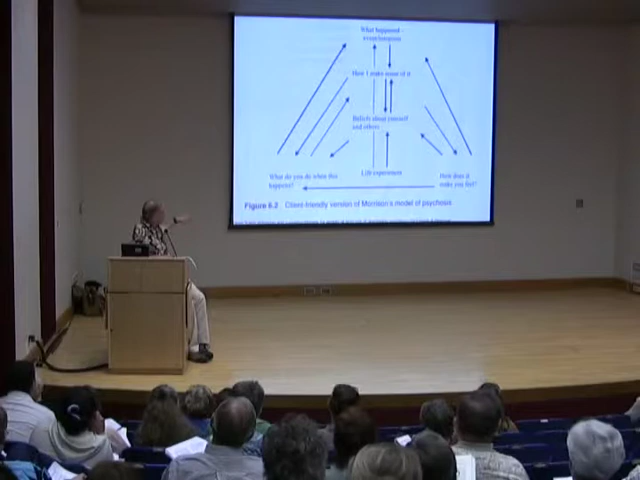 What happened -
How I make sense of it
Beliefs about yourself
and others
Life experiences
What do you do when this
happens?
How does it
make you feel?
Figure 6.2 Client-friendly version of Morrison's model of psychosis